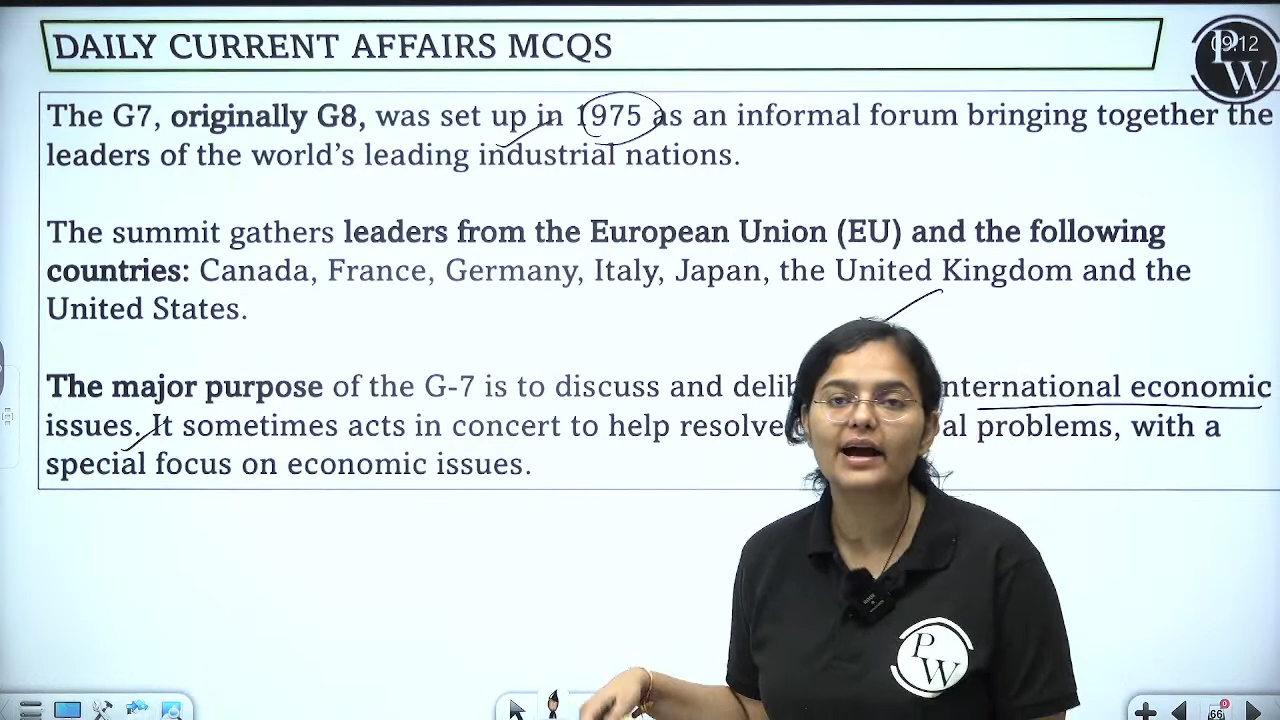 DAILY CURRENT AFFAIRS MCQS
PW
09:12
The G7, originally G8, was set up in 1975 as an informal forum bringing together the
leaders of the world's leading industrial nations.
The summit gathers leaders from the European Union (EU) and the following
countries: Canada, France, Germany, Italy, Japan, the United Kingdom and the
United States.
The major purpose of the G-7 is to discuss and international economic
issues. It sometimes acts in concert to help resolve problems, with a
special focus on economic issues.
PW
66